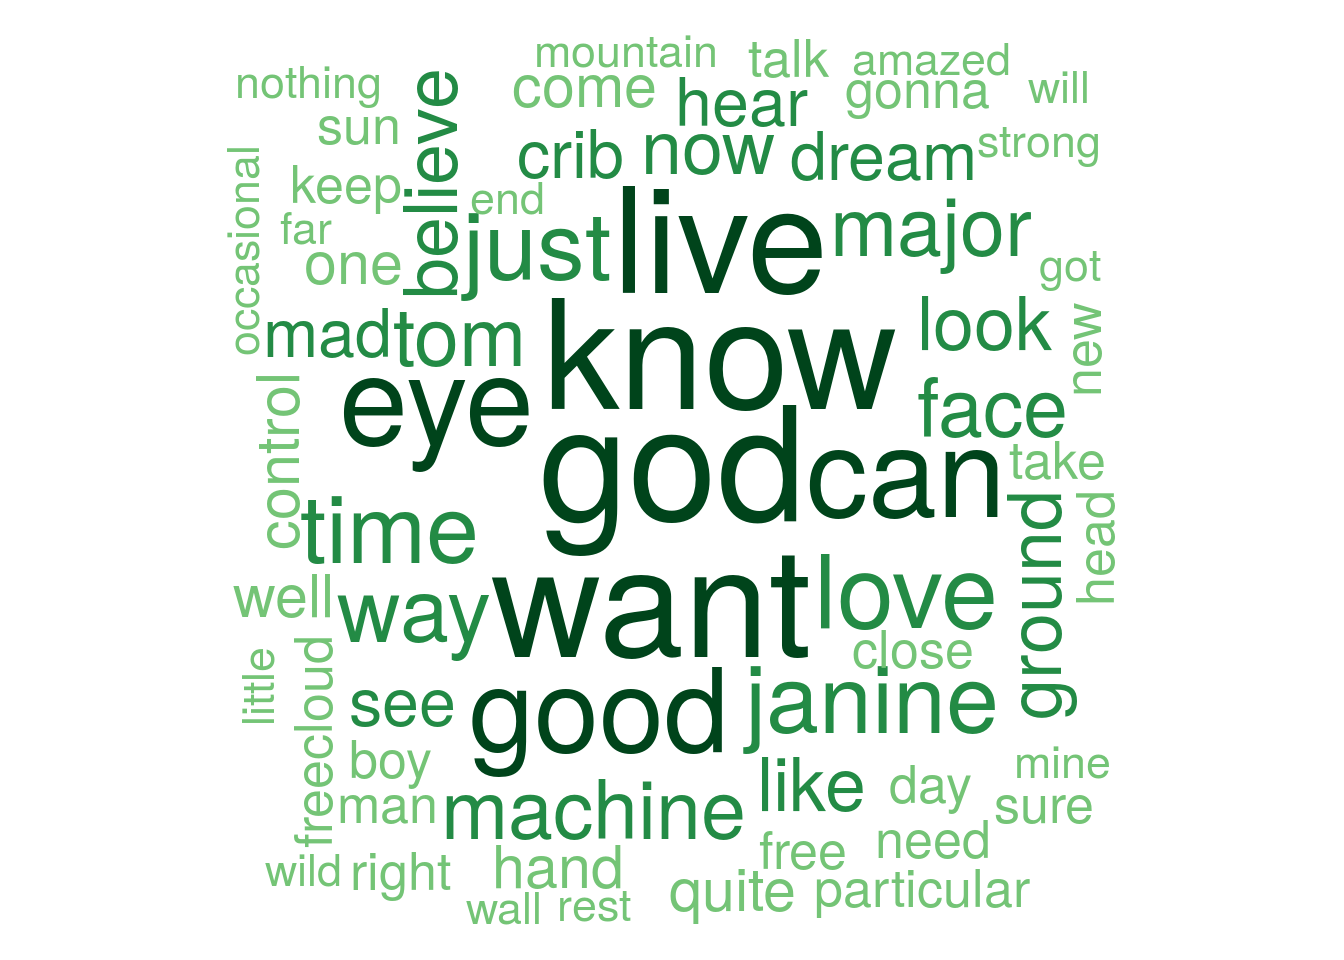 mountain
talk
amazed
nothing
believe
come
hear
gonna
will
sun
crib
now
dream
strong
occasional
keep
end
live
far
just
major
one
got
mad
tom
know
look
new
control
eye
god
can
face
take
time
ground
head
well
way
want
love
close
little
freecloud
see
good
janine
boy
like
day
mine
man
machine
sure
wild
right
hand
free
need
wall
rest
quite
particular